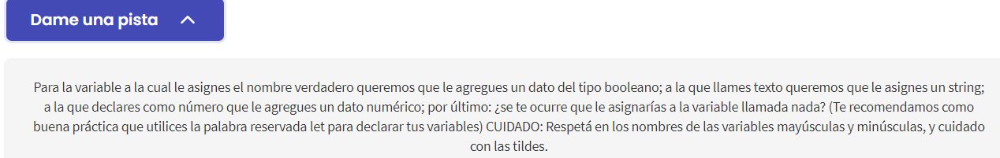 Dame una pista
Para la variable a la cual le asignes el nombre verdadero queremos que le agregues un dato del tipo booleano; a la que llames texto queremos que le asignes un string;
a la que declares como número que le agregues un dato numérico; por último: ¿se te ocurre que le asignarías a la variable llamada nada? (Te recomendamos como
buena práctica que utilices la palabra reservada let para declarar tus variables) CUIDADO: Respetá en los nombres de las variables mayúsculas y minúsculas, y cuidado
con las tildes.